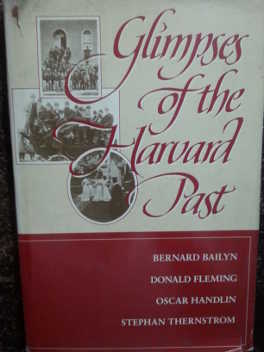 Glimpses
of the
Harvard
Past
BERNARD BAILYN
DONALD FLEMING
OSCAR HANDLIN
STEPHAN THERNSTROM